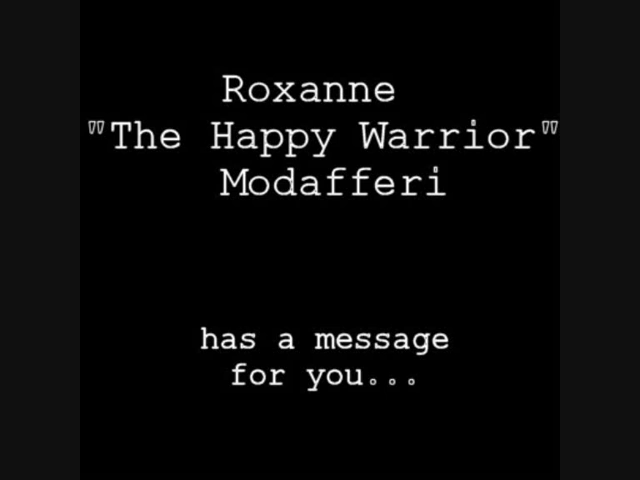 Roxanne
"The Happy Warrior"
Modafferi
has a message
for you...